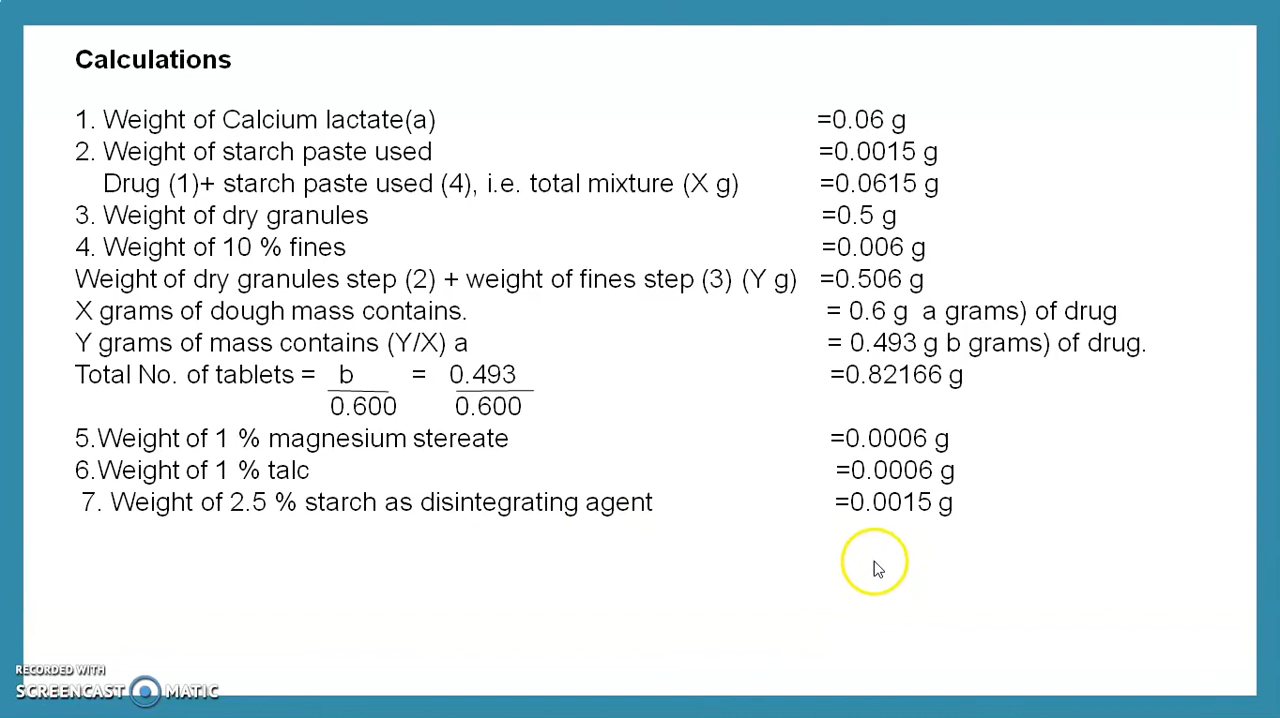 Calculations
1. Weight of Calcium lactate(a) =0.06 g
2. Weight of starch paste used =0.0015 g
Drug (1)+ starch paste used (4), i.e. total mixture (X g) =0.0615 g
3. Weight of dry granules =0.5 g
4. Weight of 10 % fines =0.006 g
Weight of dry granules step (2) + weight of fines step (3) (Y g) =0.506 g
X grams of dough mass contains. = 0.6 g a grams) of drug
Y grams of mass contains (Y/X) a = 0.493 g b grams) of drug.
Total No. of tablets = b = 0.493 =0.82166 g
0.600 0.600
5.Weight of 1 % magnesium stereate =0.0006 g
6.Weight of 1 % talc =0.0006 g
7. Weight of 2.5 % starch as disintegrating agent =0.0015 g
RECORDED WITH
SCREENCAST MATIC